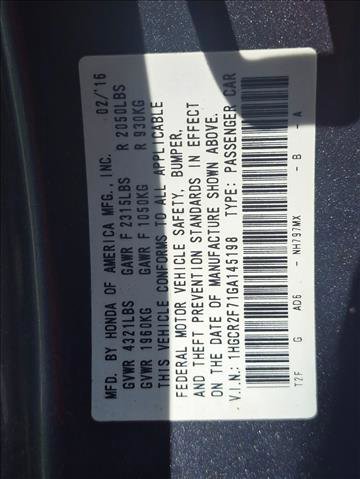 MFD. BY HONDA OF AMERICA MFG., INC. 02/'16
GVWR 4321LBS GAWR F 2315LBS R 2050LBS
GVWR 1960KG GAWR F 1050KG R 930KG
THIS VEHICLE CONFORMS TO ALL APPLICABLE
FEDERAL MOTOR VEHICLE SAFETY, BUMPER,
AND THEFT PREVENTION STANDARDS IN EFFECT
ON THE DATE OF MANUFACTURE SHOWN ABOVE.
V.I.N.: 1HGCR2F71GA145198 TYPE: PASSENGER CAR
T2F G AD6 - NH797MX - B - A